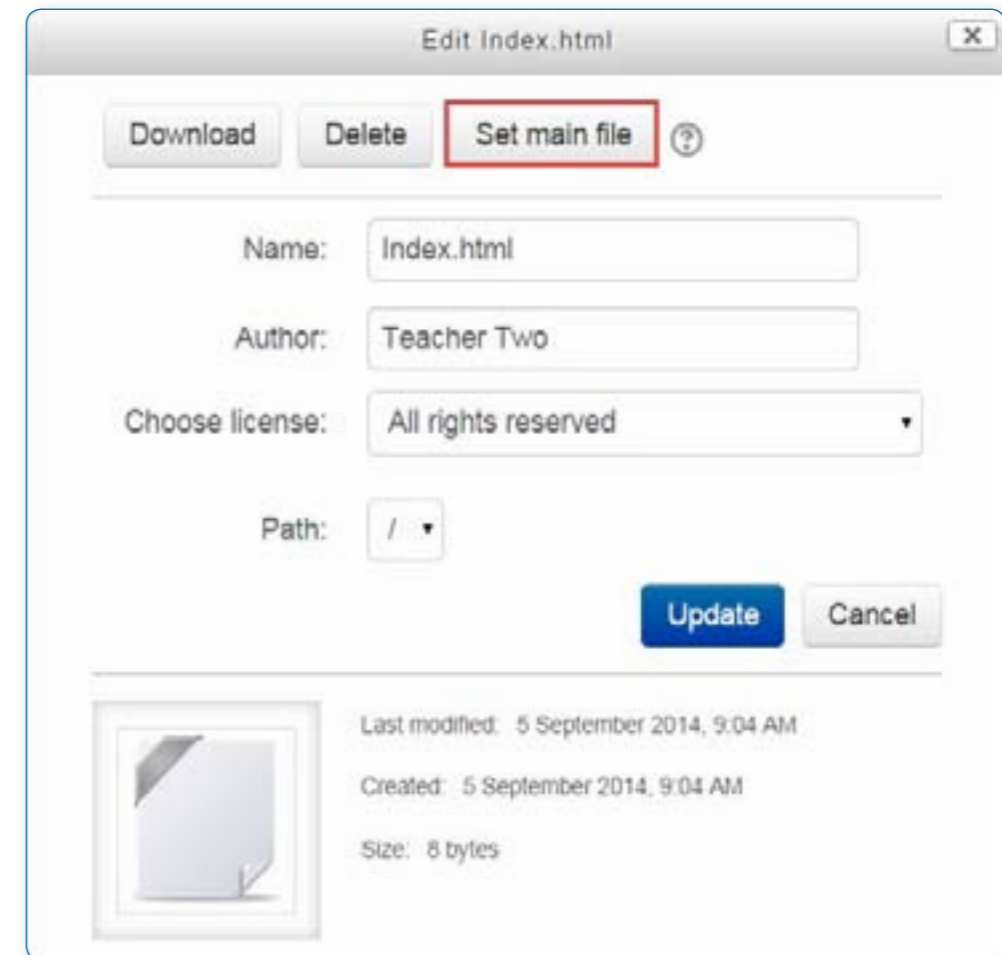 Edit Index.html
Download Delete Set main file
Name: Index.html
Author: Teacher Two
Choose license: All rights reserved
Path: /
Update Cancel
Last modified: 5 September 2014, 9:04 AM
Created: 5 September 2014, 9:04 AM
Size: 8 bytes